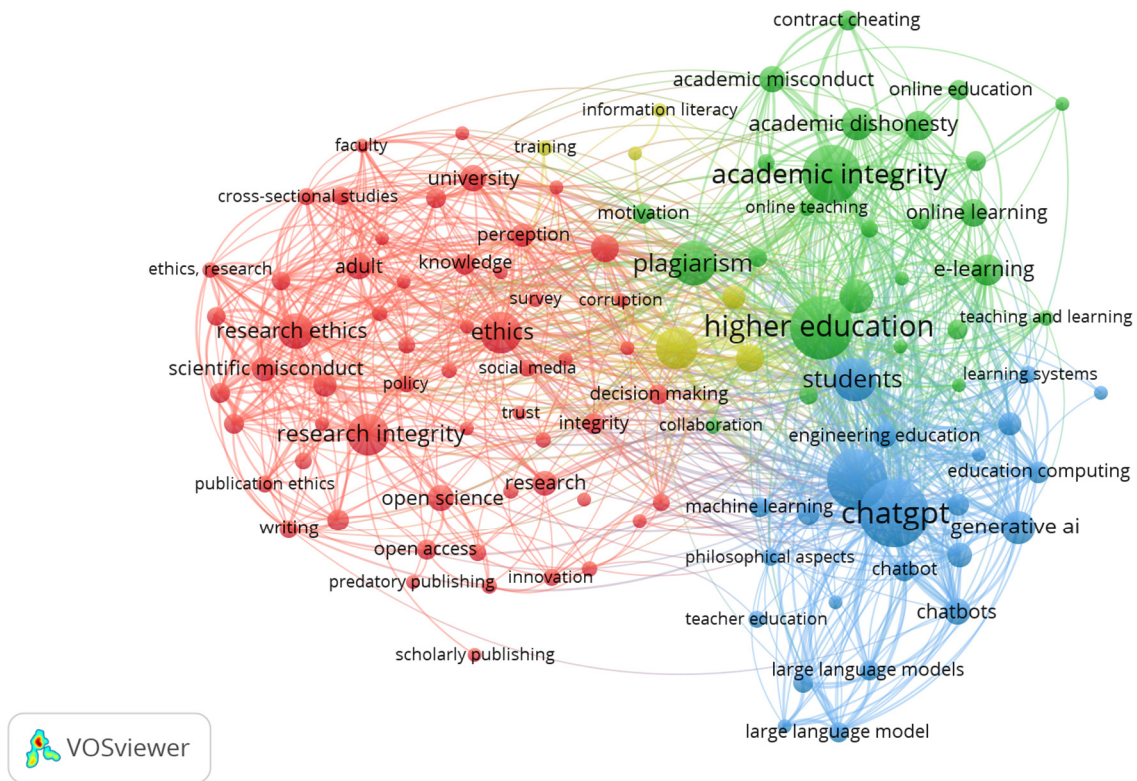 contract cheating
academic misconduct
online education
information literacy
academic dishonesty
faculty
training
academic integrity
university
cross-sectional studies
online teaching
motivation
online learning
perception
ethics, research
adult
knowledge
plagiarism
e-learning
survey
corruption
research ethics
ethics
higher education
teaching and learning
scientific misconduct
social media
learning systems
policy
students
decision making
trust
integrity
collaboration
research integrity
engineering education
publication ethics
research
education computing
open science
machine learning
chatgpt
writing
generative ai
open access
philosophical aspects
chatbot
predatory publishing
innovation
teacher education
chatbots
scholarly publishing
large language models
large language model
VOSviewer